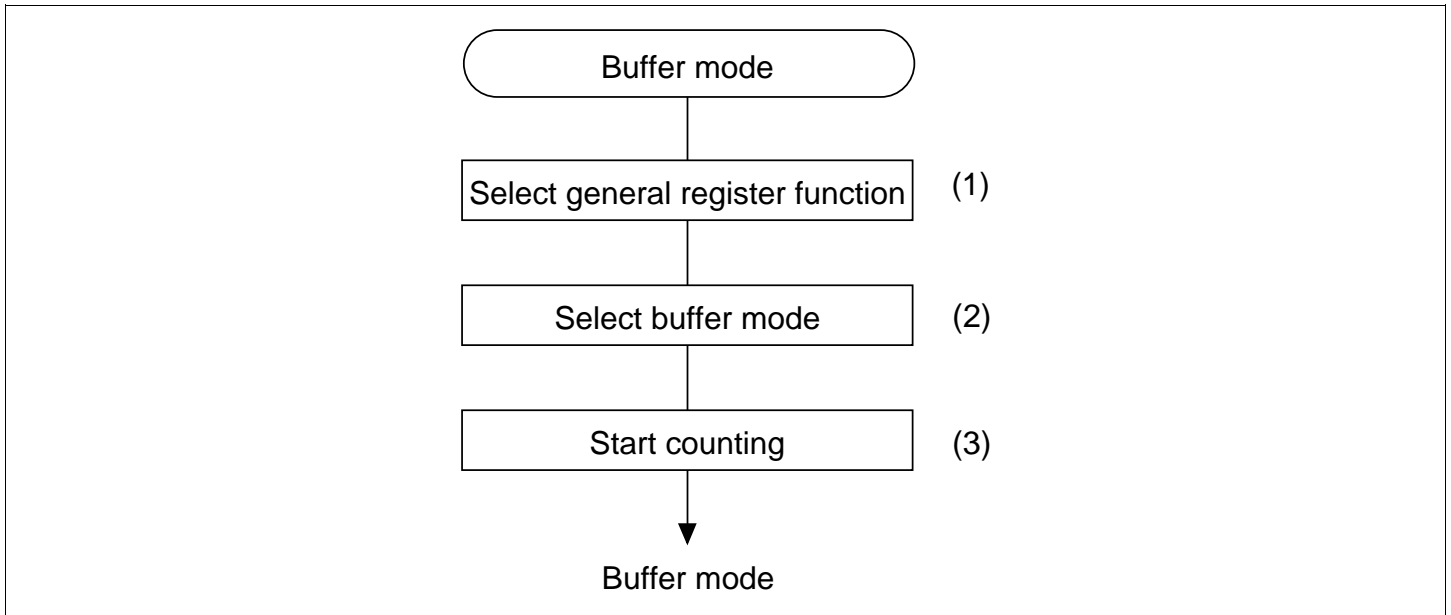 Buffer mode
Select general register function (1)
Select buffer mode (2)
Start counting (3)
Buffer mode